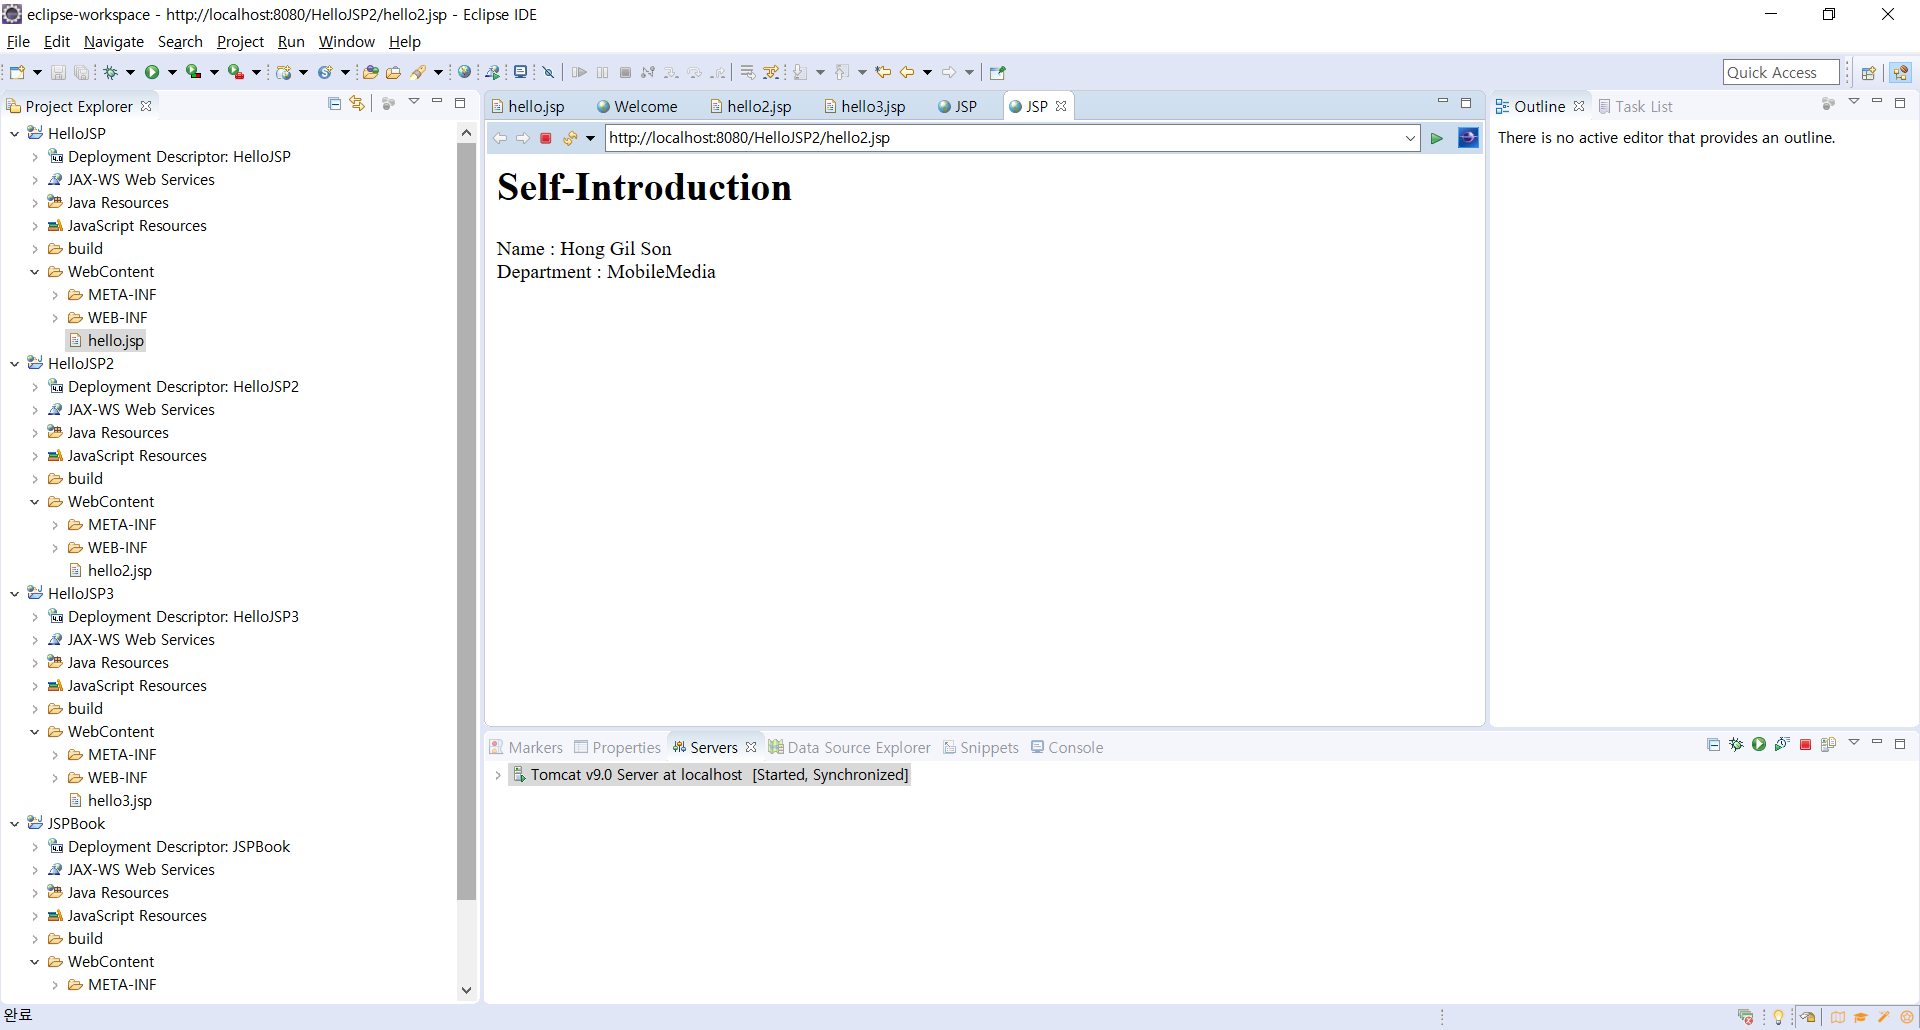 eclipse-workspace - http://localhost:8080/HelloJSP2/hello2.jsp - Eclipse IDE
File Edit Navigate Search Project Run Window Help
Quick Access
Project Explorer
HelloJSP
Deployment Descriptor: HelloJSP
JAX-WS Web Services
Java Resources
JavaScript Resources
build
WebContent
META-INF
WEB-INF
hello.jsp
HelloJSP2
Deployment Descriptor: HelloJSP2
JAX-WS Web Services
Java Resources
JavaScript Resources
build
WebContent
META-INF
WEB-INF
hello2.jsp
HelloJSP3
Deployment Descriptor: HelloJSP3
JAX-WS Web Services
Java Resources
JavaScript Resources
build
WebContent
META-INF
WEB-INF
hello3.jsp
JSPBook
Deployment Descriptor: JSPBook
JAX-WS Web Services
Java Resources
JavaScript Resources
build
WebContent
META-INF
hello.jsp Welcome hello2.jsp hello3.jsp JSP JSP
http://localhost:8080/HelloJSP2/hello2.jsp
Self-Introduction
Name : Hong Gil Son
Department : MobileMedia
Outline Task List
There is no active editor that provides an outline.
Markers Properties Servers Data Source Explorer Snippets Console
Tomcat v9.0 Server at localhost [Started, Synchronized]
완료